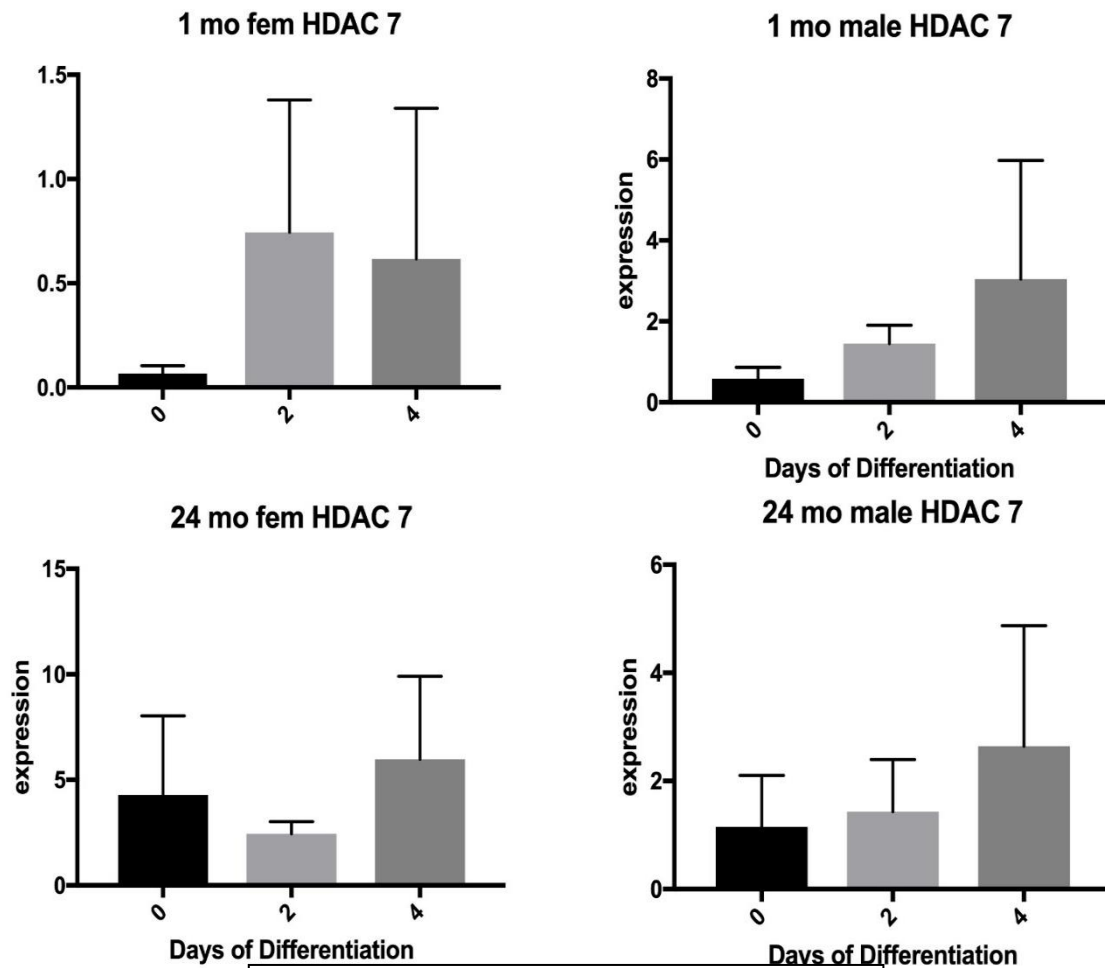 1 mo fem HDAC 7
1.5
1.0
0.5
0.0
0
2
4
1 mo male HDAC 7
expression
8
6
4
2
0
0
2
4
Days of Differentiation
24 mo fem HDAC 7
expression
15
10
5
0
0
2
4
Days of Differentiation
24 mo male HDAC 7
expression
6
4
2
0
0
2
4
Days of Differentiation